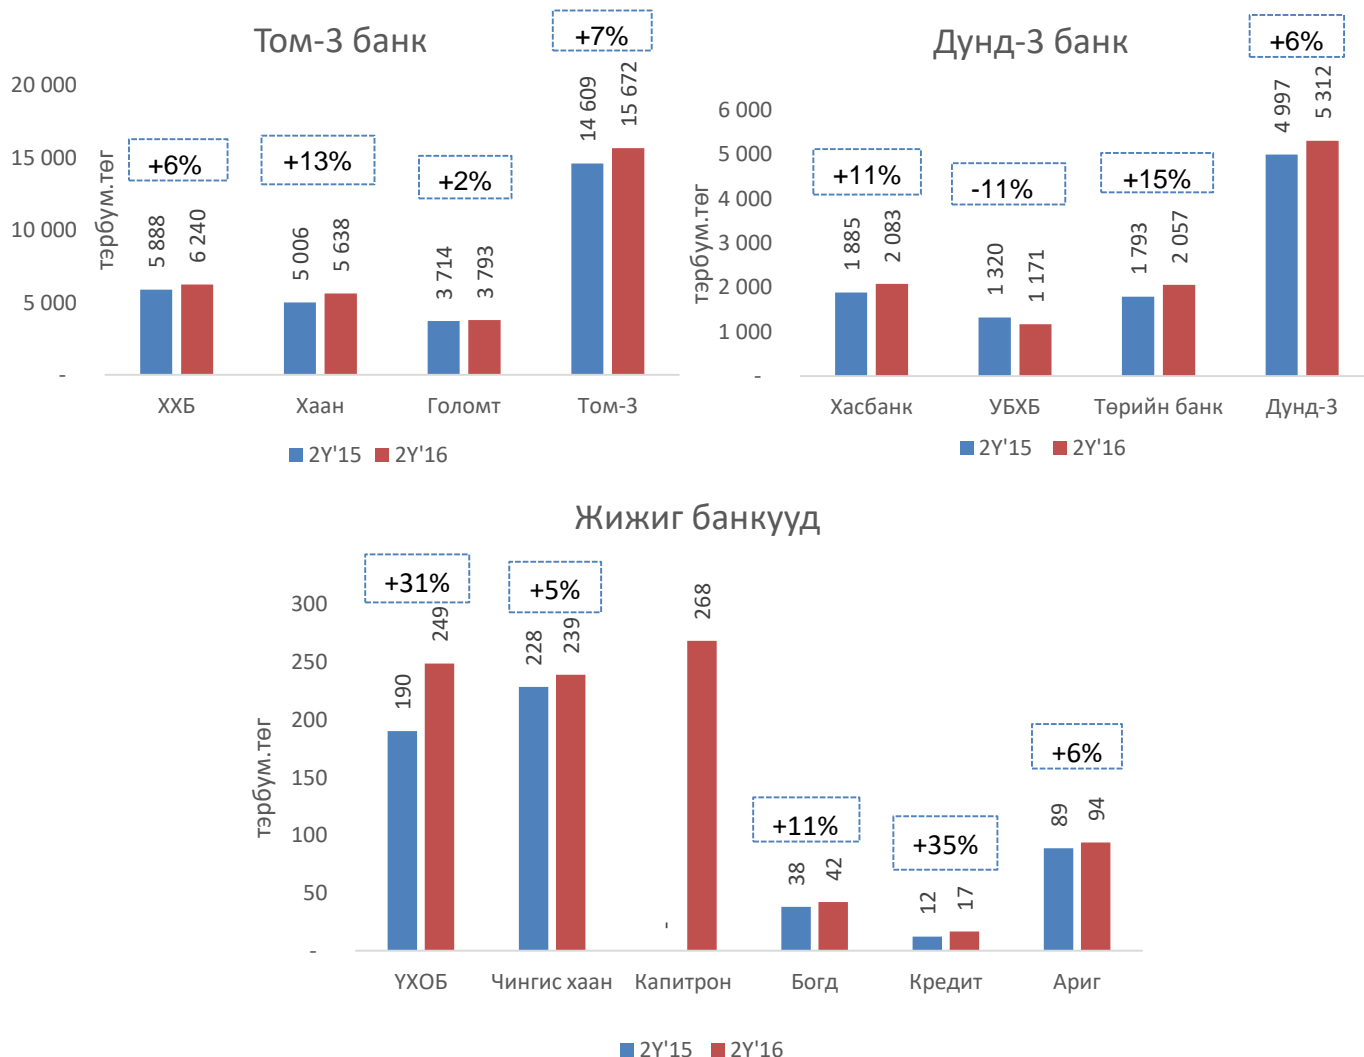 Том-3 банк
+7%
20 000
15 000
10 000
5 000
-
тэрбум.төг
+6%
+13%
+2%
5 888
6 240
5 006
5 638
3 714
3 793
14 609
15 672
ХХБ
Хаан
Голомт
Том-3
2Y'15
2Y'16
Дунд-3 банк
+6%
6 000
5 000
4 000
3 000
2 000
1 000
-
тэрбум.төг
+11%
-11%
+15%
1 885
2 083
1 320
1 171
1 793
2 057
4 997
5 312
Хасбанк
УБХБ
Төрийн банк
Дунд-3
2Y'15
2Y'16
Жижиг банкууд
300
250
200
150
100
50
-
тэрбум.төг
+31%
+5%
+11%
+35%
+6%
190
249
228
239
-
268
38
42
12
17
89
94
ҮХОБ
Чингис хаан
Капитрон
Богд
Кредит
Ариг
2Y'15
2Y'16